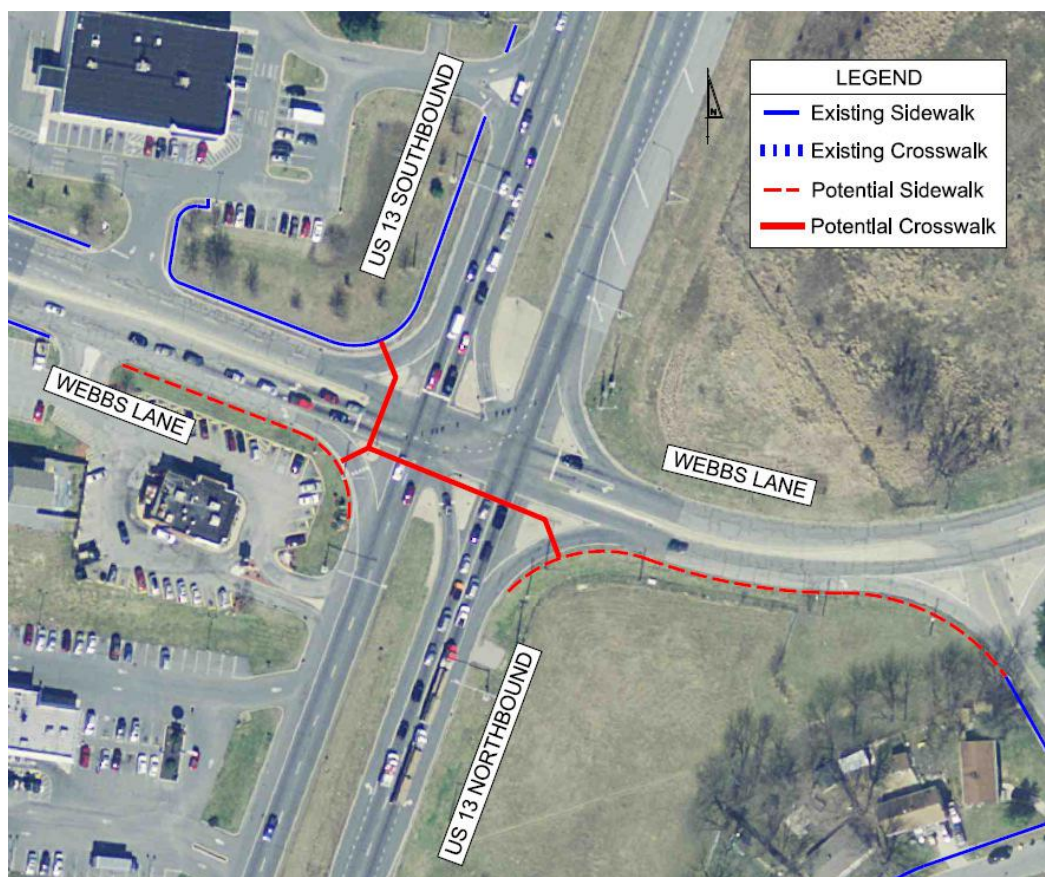 LEGEND
Existing Sidewalk
Existing Crosswalk
Potential Sidewalk
Potential Crosswalk
N
US 13 SOUTHBOUND
WEBBS LANE
WEBBS LANE
US 13 NORTHBOUND